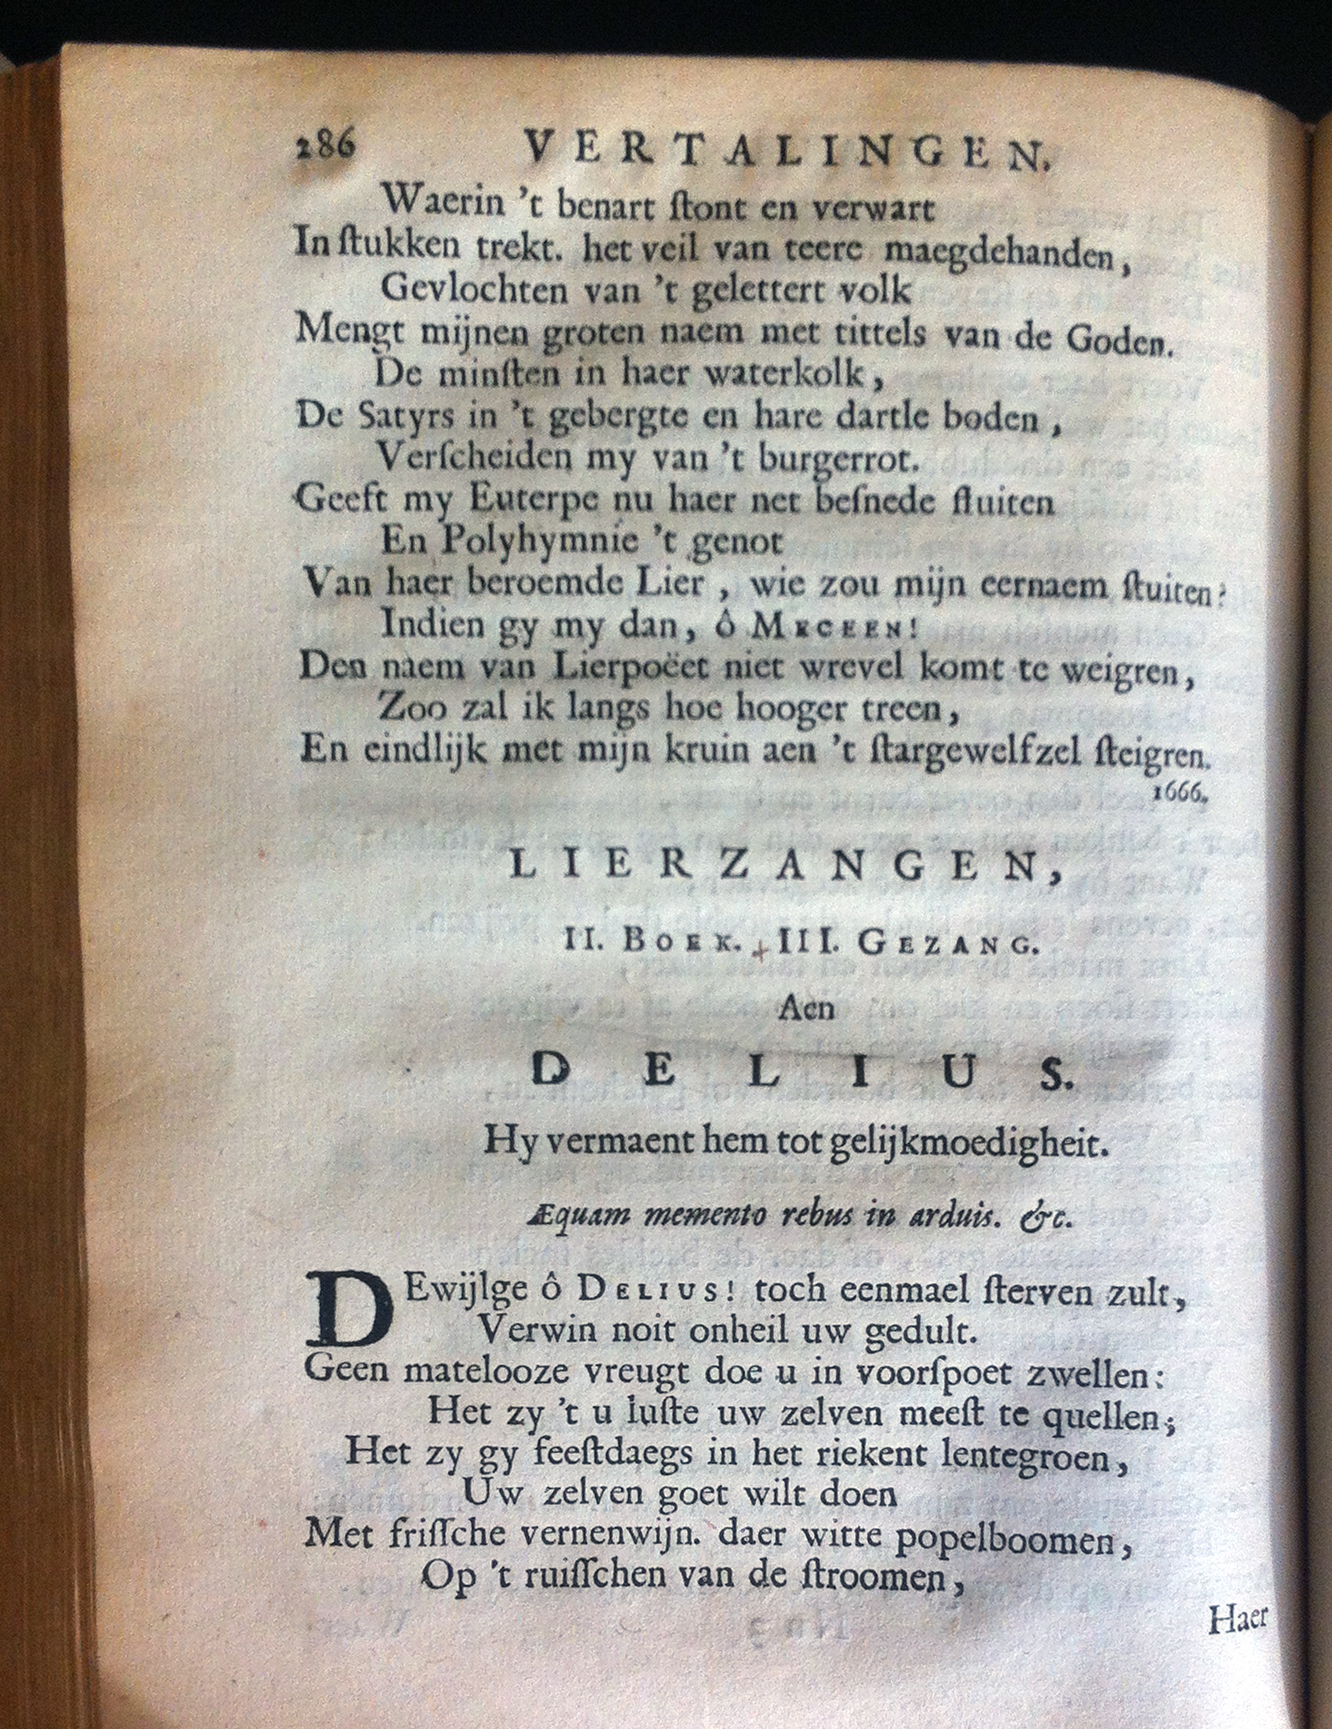 286 VERTALINGEN.
Waerin 't benart ſtont en verwart
In ſtukken trekt. het veil van teere maegdehanden,
Gevlochten van 't gelettert volk
Mengt mijnen groten naem met tittels van de Goden.
De minſten in haer waterkolk,
De Satyrs in 't gebergte en hare dartle boden,
Verſcheiden my van 't burgerrot.
Geeft my Euterpe nu haer net beſnede fluiten
En Polyhymnie 't genot
Van haer beroemde Lier, wie zou mijn eernaem ſtuiten?
Indien gy my dan, ô MECEEN!
Den naem van Lierpoëet niet wrevel komt te weigren,
Zoo zal ik langs hoe hooger treen,
En eindlijk met mijn kruin aen 't ſtargewelfzel ſteigren.
1666.
LIERZANGEN,
II. BOEK. III. GEZANG.
Aen
DELIUS.
Hy vermaent hem tot gelijkmoedigheit.
Æquam memento rebus in arduis. &c.
DEwijlge ô DELIUS! toch eenmael ſterven zult,
Verwin noit onheil uw gedult.
Geen matelooze vreugt doe u in voorſpoet zwellen:
Het zy 't u luſte uw zelven meeſt te quellen;
Het zy gy feeſtdaegs in het riekent lentegroen,
Uw zelven goet wilt doen
Met friſſche vernenwijn. daer witte popelboomen,
Op 't ruiſſchen van de ſtroomen,
Haer